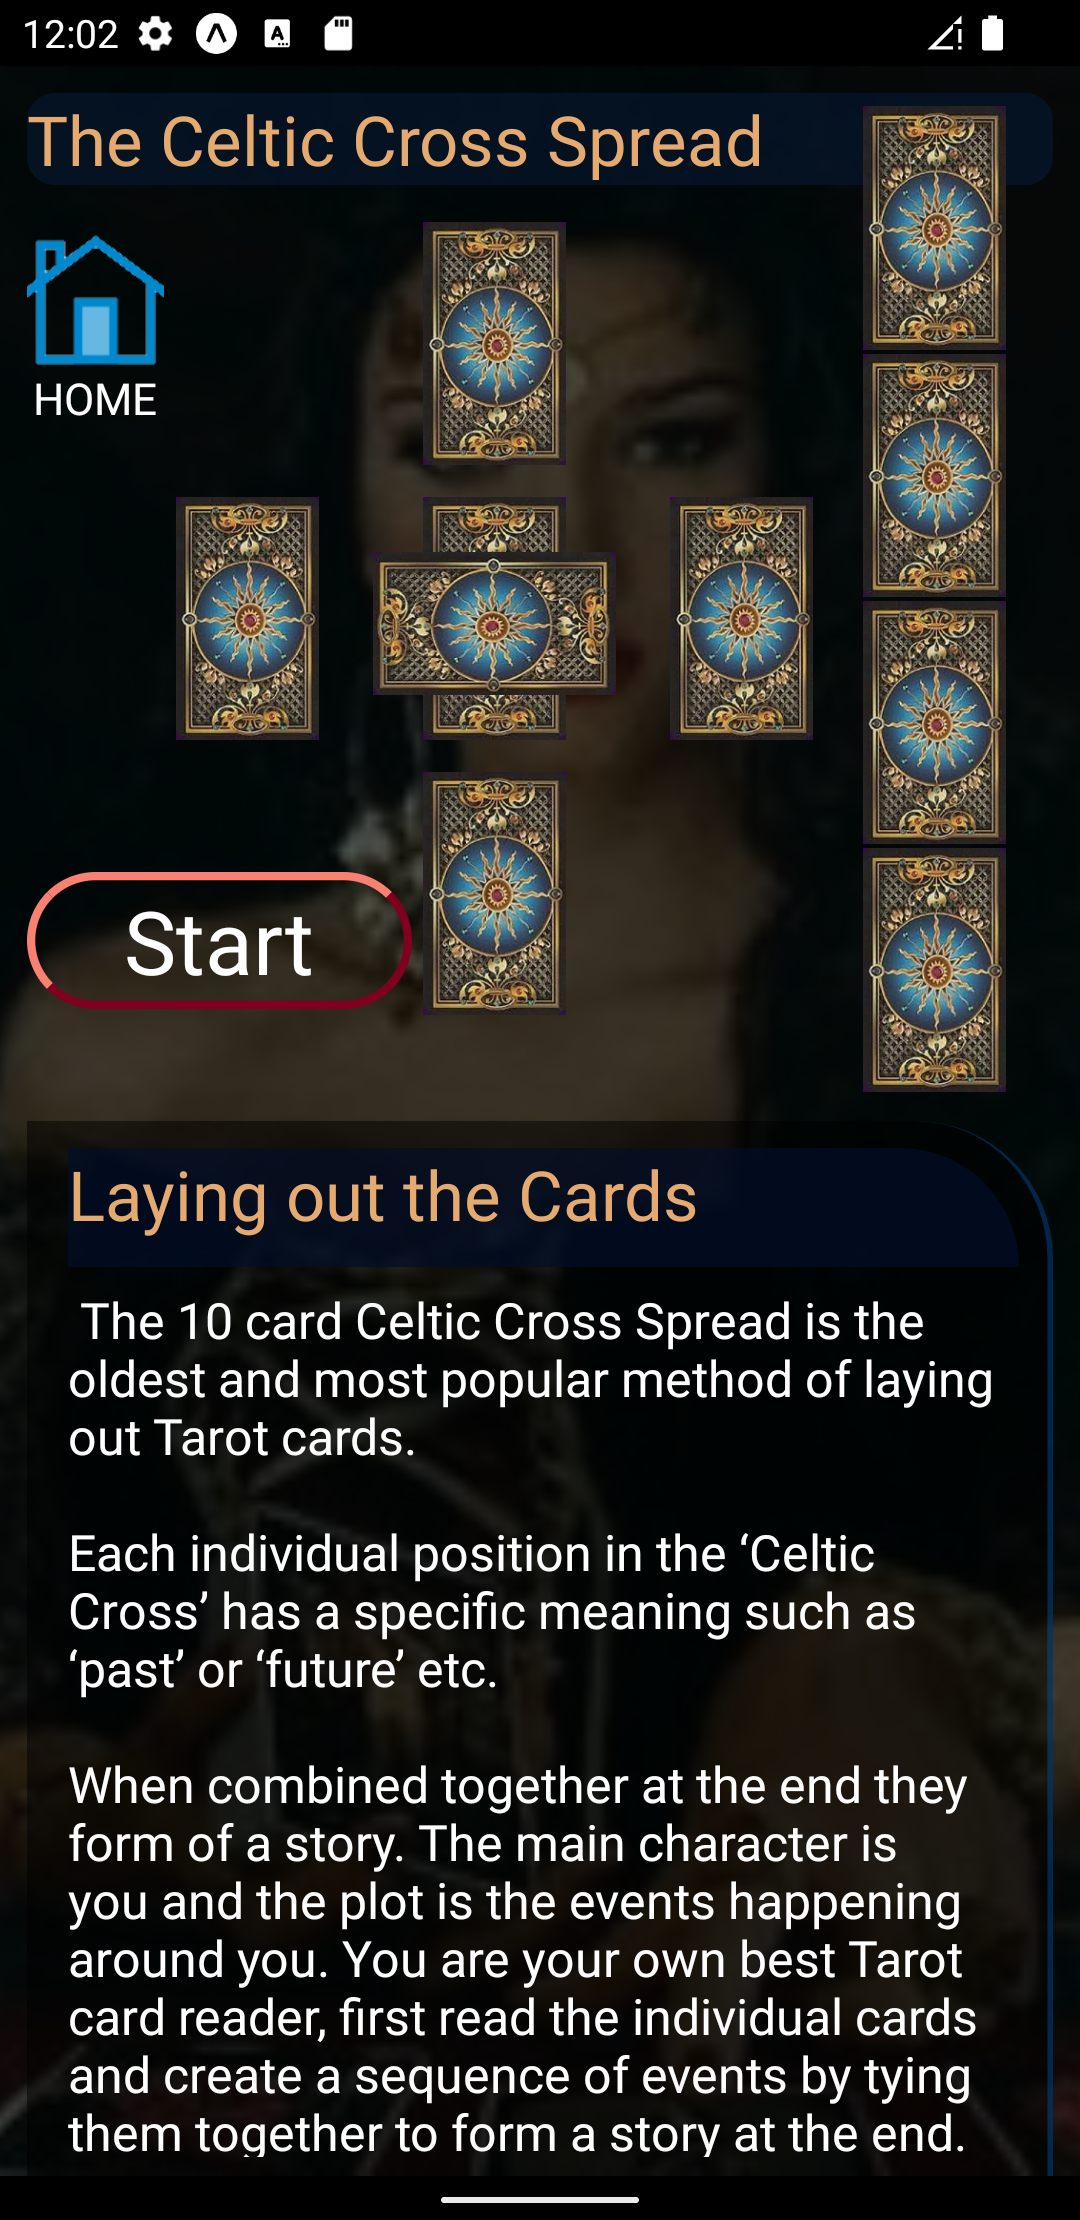 12:02
The Celtic Cross Spread
HOME
Start
Laying out the Cards
The 10 card Celtic Cross Spread is the
oldest and most popular method of laying
out Tarot cards.
Each individual position in the ‘Celtic
Cross’ has a specific meaning such as
‘past’ or ‘future’ etc.
When combined together at the end they
form of a story. The main character is
you and the plot is the events happening
around you. You are your own best Tarot
card reader, first read the individual cards
and create a sequence of events by tying
them together to form a story at the end.